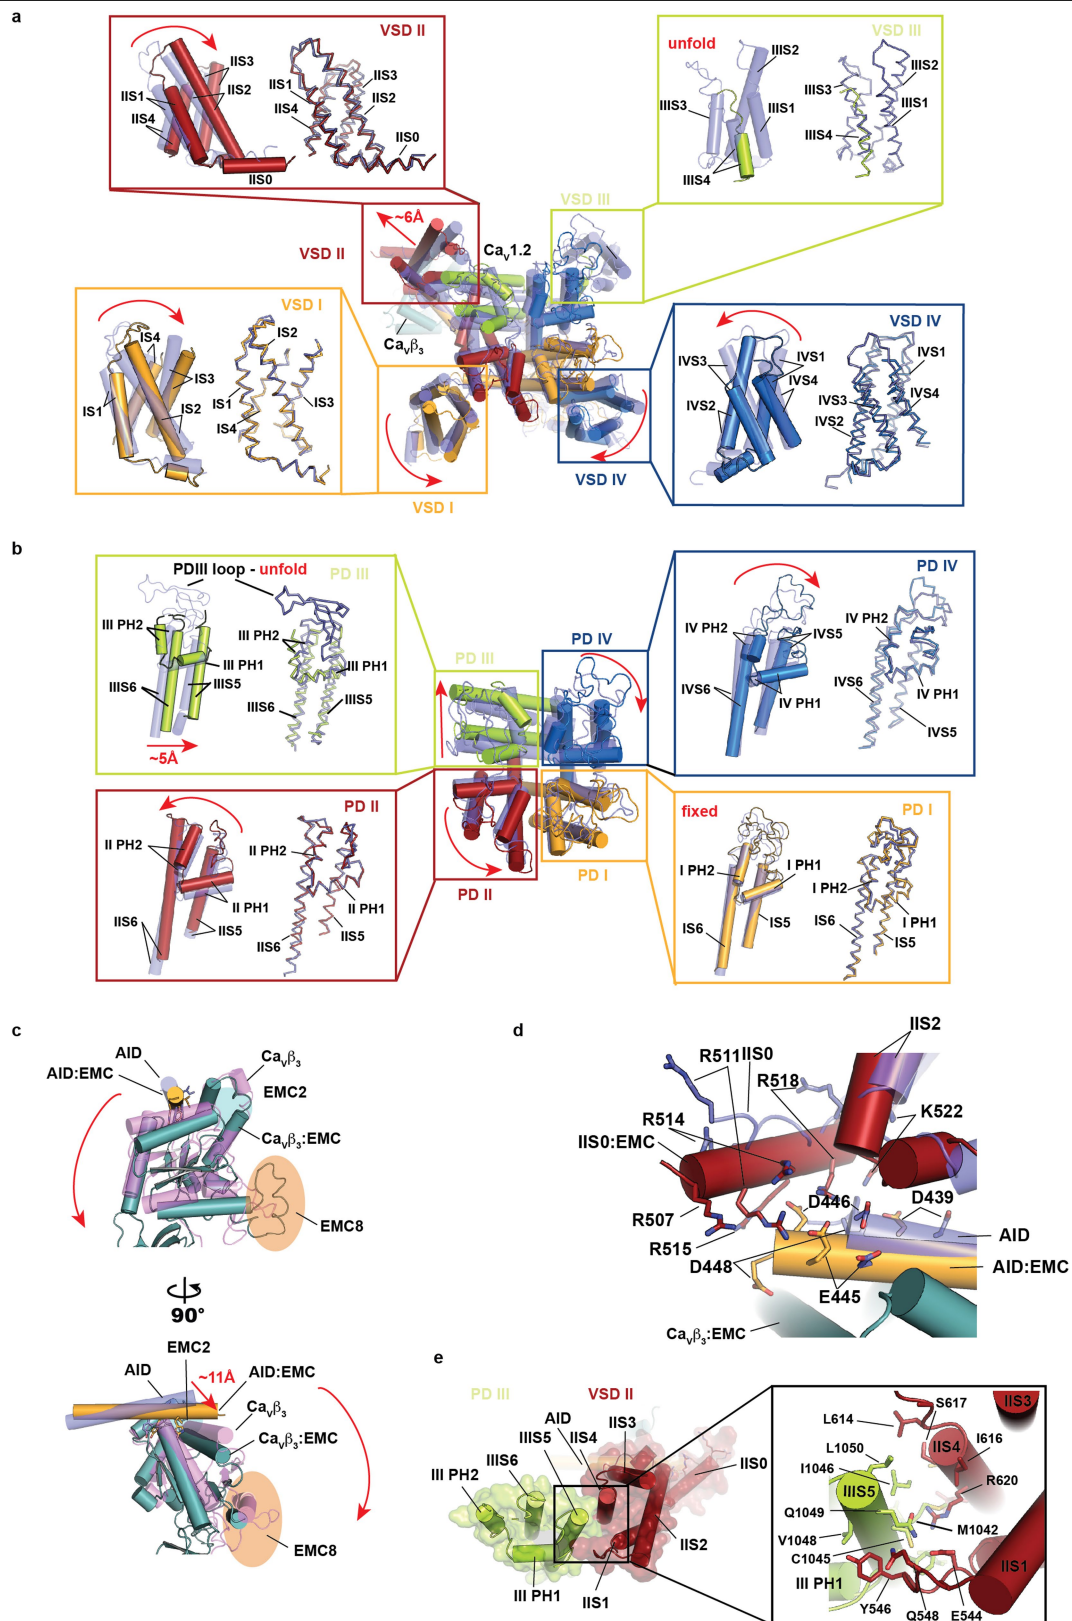 a
VSD II
IIS3
IIS2
IIS1
IIS4
IIS0
IIS3
IIS1
IIS2
IIS4
IIS0
VSD III
unfold
IIIS2
IIIS3
IIIS1
IIIS4
IIIS2
IIIS3
IIIS1
IIIS4
~6Å
VSD II
CaV1.2
VSD III
CaVβ3
VSD I
IS4
IS2
IS3
IS1
IS2
IS1
IS3
IS4
VSD I
VSD IV
VSD IV
IVS3
IVS1
IVS4
IVS2
IVS1
IVS3
IVS4
IVS2
b
PDIII loop - unfold
PD III
III PH2
III PH1
IIIS6
IIIS5
~5Å
III PH2
III PH1
IIIS6
IIIS5
PD III
PD IV
PD IV
IV PH2
IVS5
IVS6
IV PH1
IV PH2
IVS6
IV PH1
IVS5
PD II
II PH2
II PH1
IIS6
IIS5
II PH2
II PH1
IIS6
IIS5
PD II
PD I
fixed
PD I
I PH1
I PH2
IS6
IS5
I PH2
I PH1
IS6
IS5
c
AID
AID:EMC
CaVβ3
EMC2
CaVβ3:EMC
EMC8
90°
EMC2
AID
~11Å
AID:EMC
CaVβ3
CaVβ3:EMC
EMC8
d
IIS2
R511
IIS0
R518
R514
K522
IIS0:EMC
D446
D439
R507
R515
AID
D448
AID:EMC
E445
CaVβ3:EMC
e
PD III
VSD II
AID
IIS3
IIIS5
IIS4
IIIS6
IIS0
III PH2
IIS2
III PH1
IIS1
S617
IIS3
L614
IIS4
I616
L1050
I1046
R620
IIIS5
Q1049
M1042
V1048
C1045
IIS1
III PH1
Y546
Q548
E544